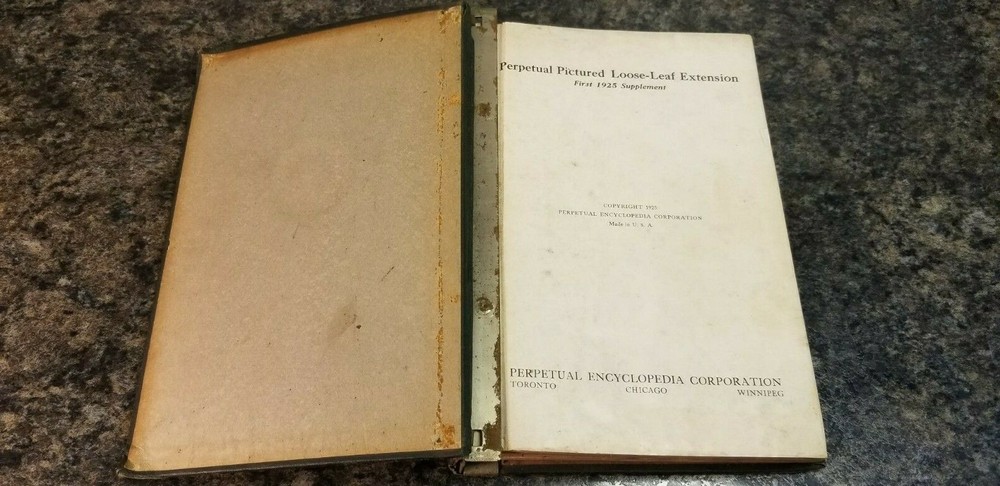 Perpetual Pictured Loose-Leaf Extension
First 1925 Supplement
COPYRIGHT 1925
PERPETUAL ENCYCLOPEDIA CORPORATION
Made in U. S. A.
PERPETUAL ENCYCLOPEDIA CORPORATION
TORONTO CHICAGO WINNIPEG